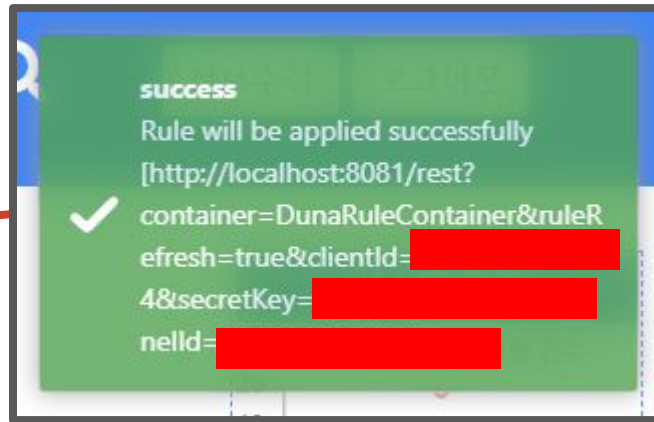 success
Rule will be applied successfully
[http://localhost:8081/rest?
container=DunaRuleContainer&ruleR
efresh=true&clientId=
4&secretKey=
nelId=